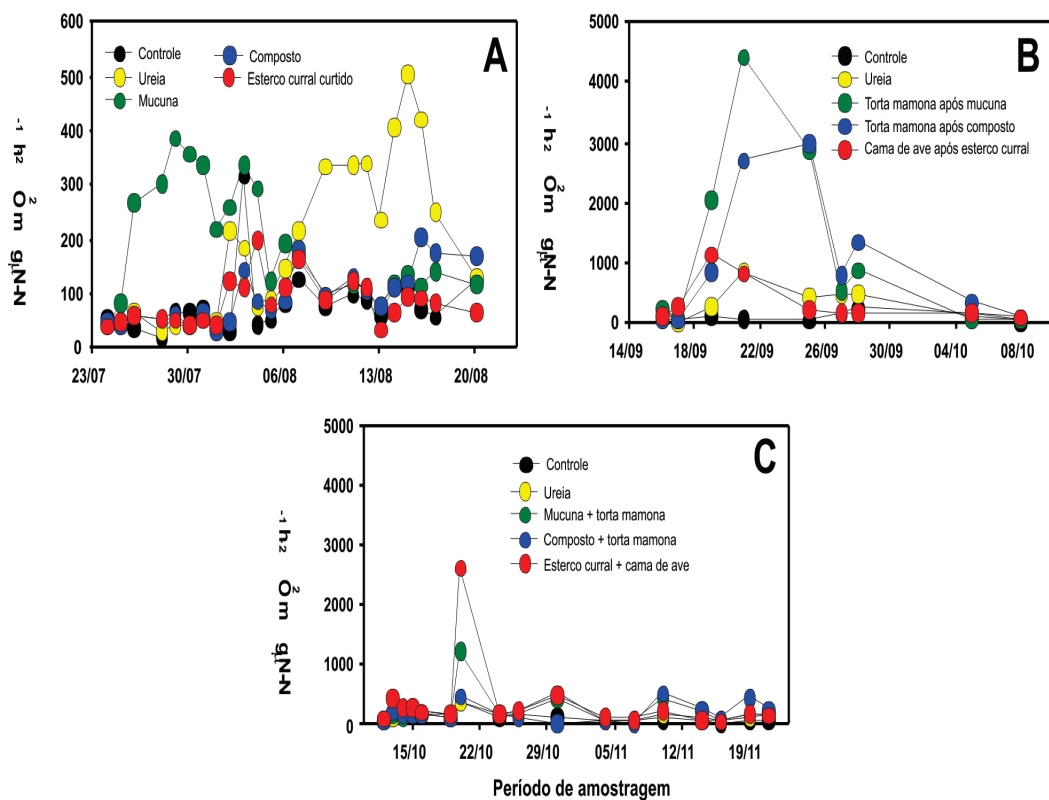 A
600
500
400
300
200
100
0
Controle
Ureia
Mucuna
Composto
Esterco curral curtido
23/07
30/07
06/08
13/08
20/08
B
5000
4000
3000
2000
1000
0
Controle
Ureia
Torta mamona após mucuna
Torta mamona após composto
Cama de ave após esterco curral
14/09
18/09
22/09
26/09
30/09
04/10
08/10
C
5000
4000
3000
2000
1000
0
Controle
Ureia
Mucuna + torta mamona
Composto + torta mamona
Esterco curral + cama de ave
15/10
22/10
29/10
05/11
12/11
19/11
Período de amostragem